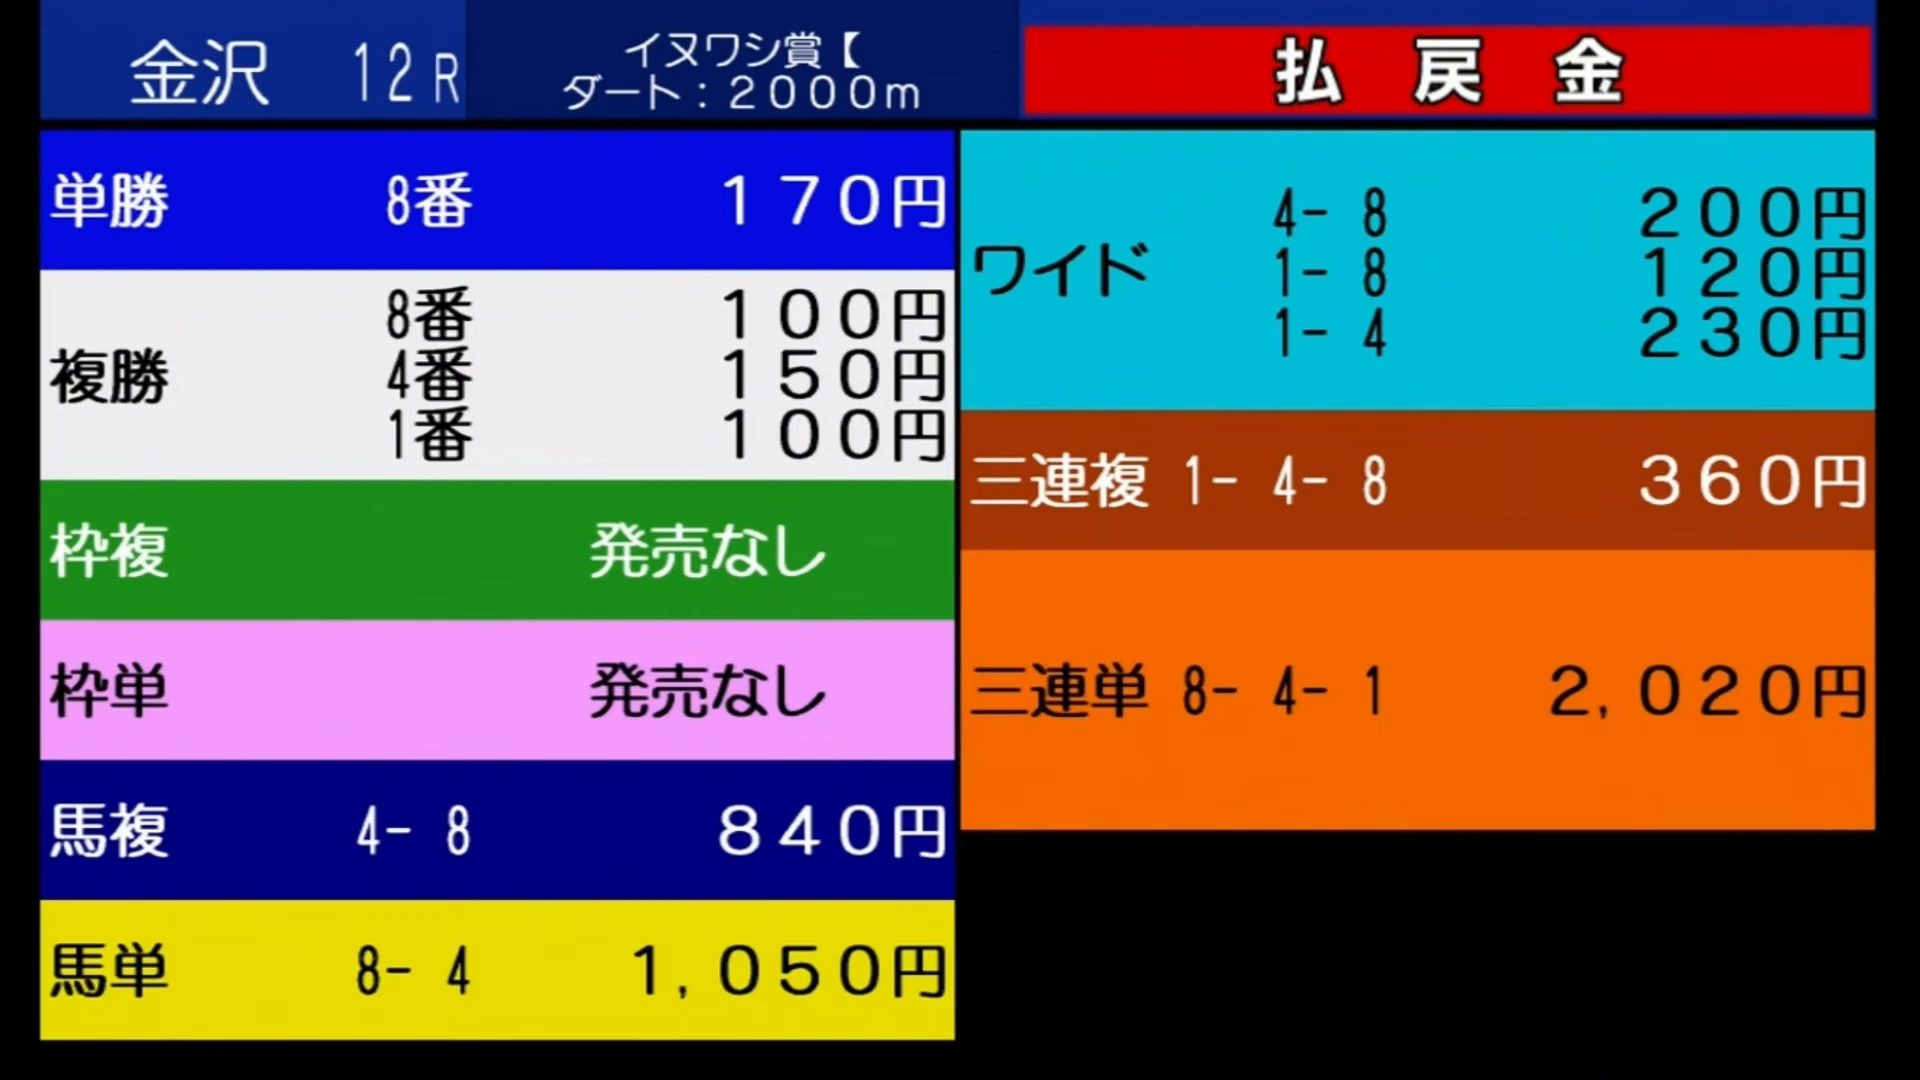 金沢 12R
イヌワシ賞【
ダート:2000m
払戻金
単勝 8番 170円
複勝
8番 100円
4番 150円
1番 100円
枠複 発売なし
枠単 発売なし
馬複 4- 8 840円
馬単 8- 4 1,050円
ワイド
4- 8 200円
1- 8 120円
1- 4 230円
三連複 1- 4- 8 360円
三連単 8- 4- 1 2,020円